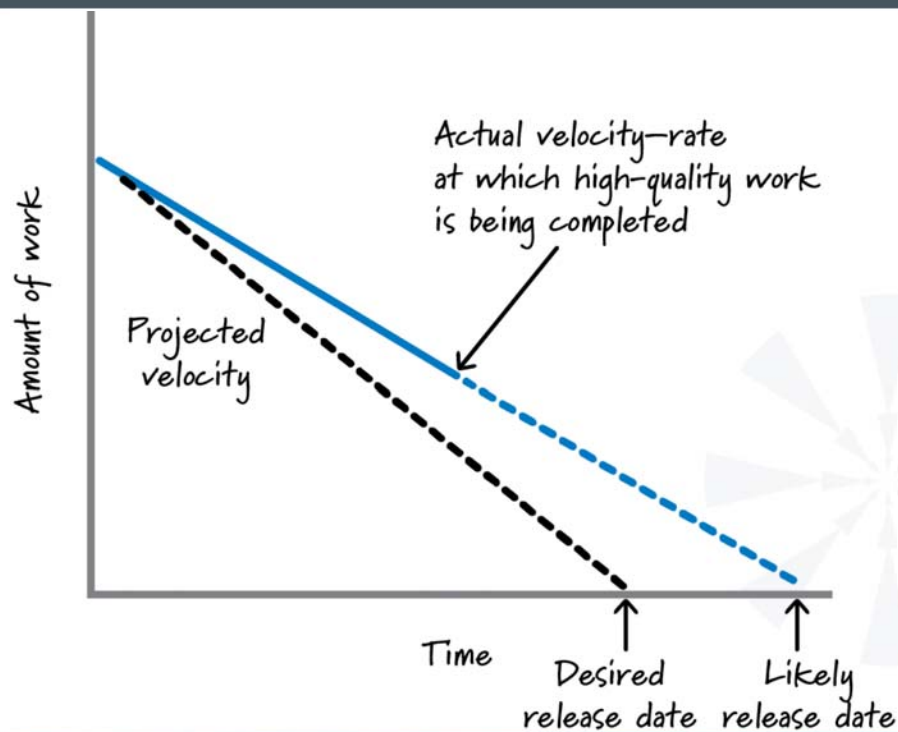 Actual velocity—rate
at which high-quality work
is being completed
Amount of work
Projected
velocity
Time
Desired
release date
Likely
release date